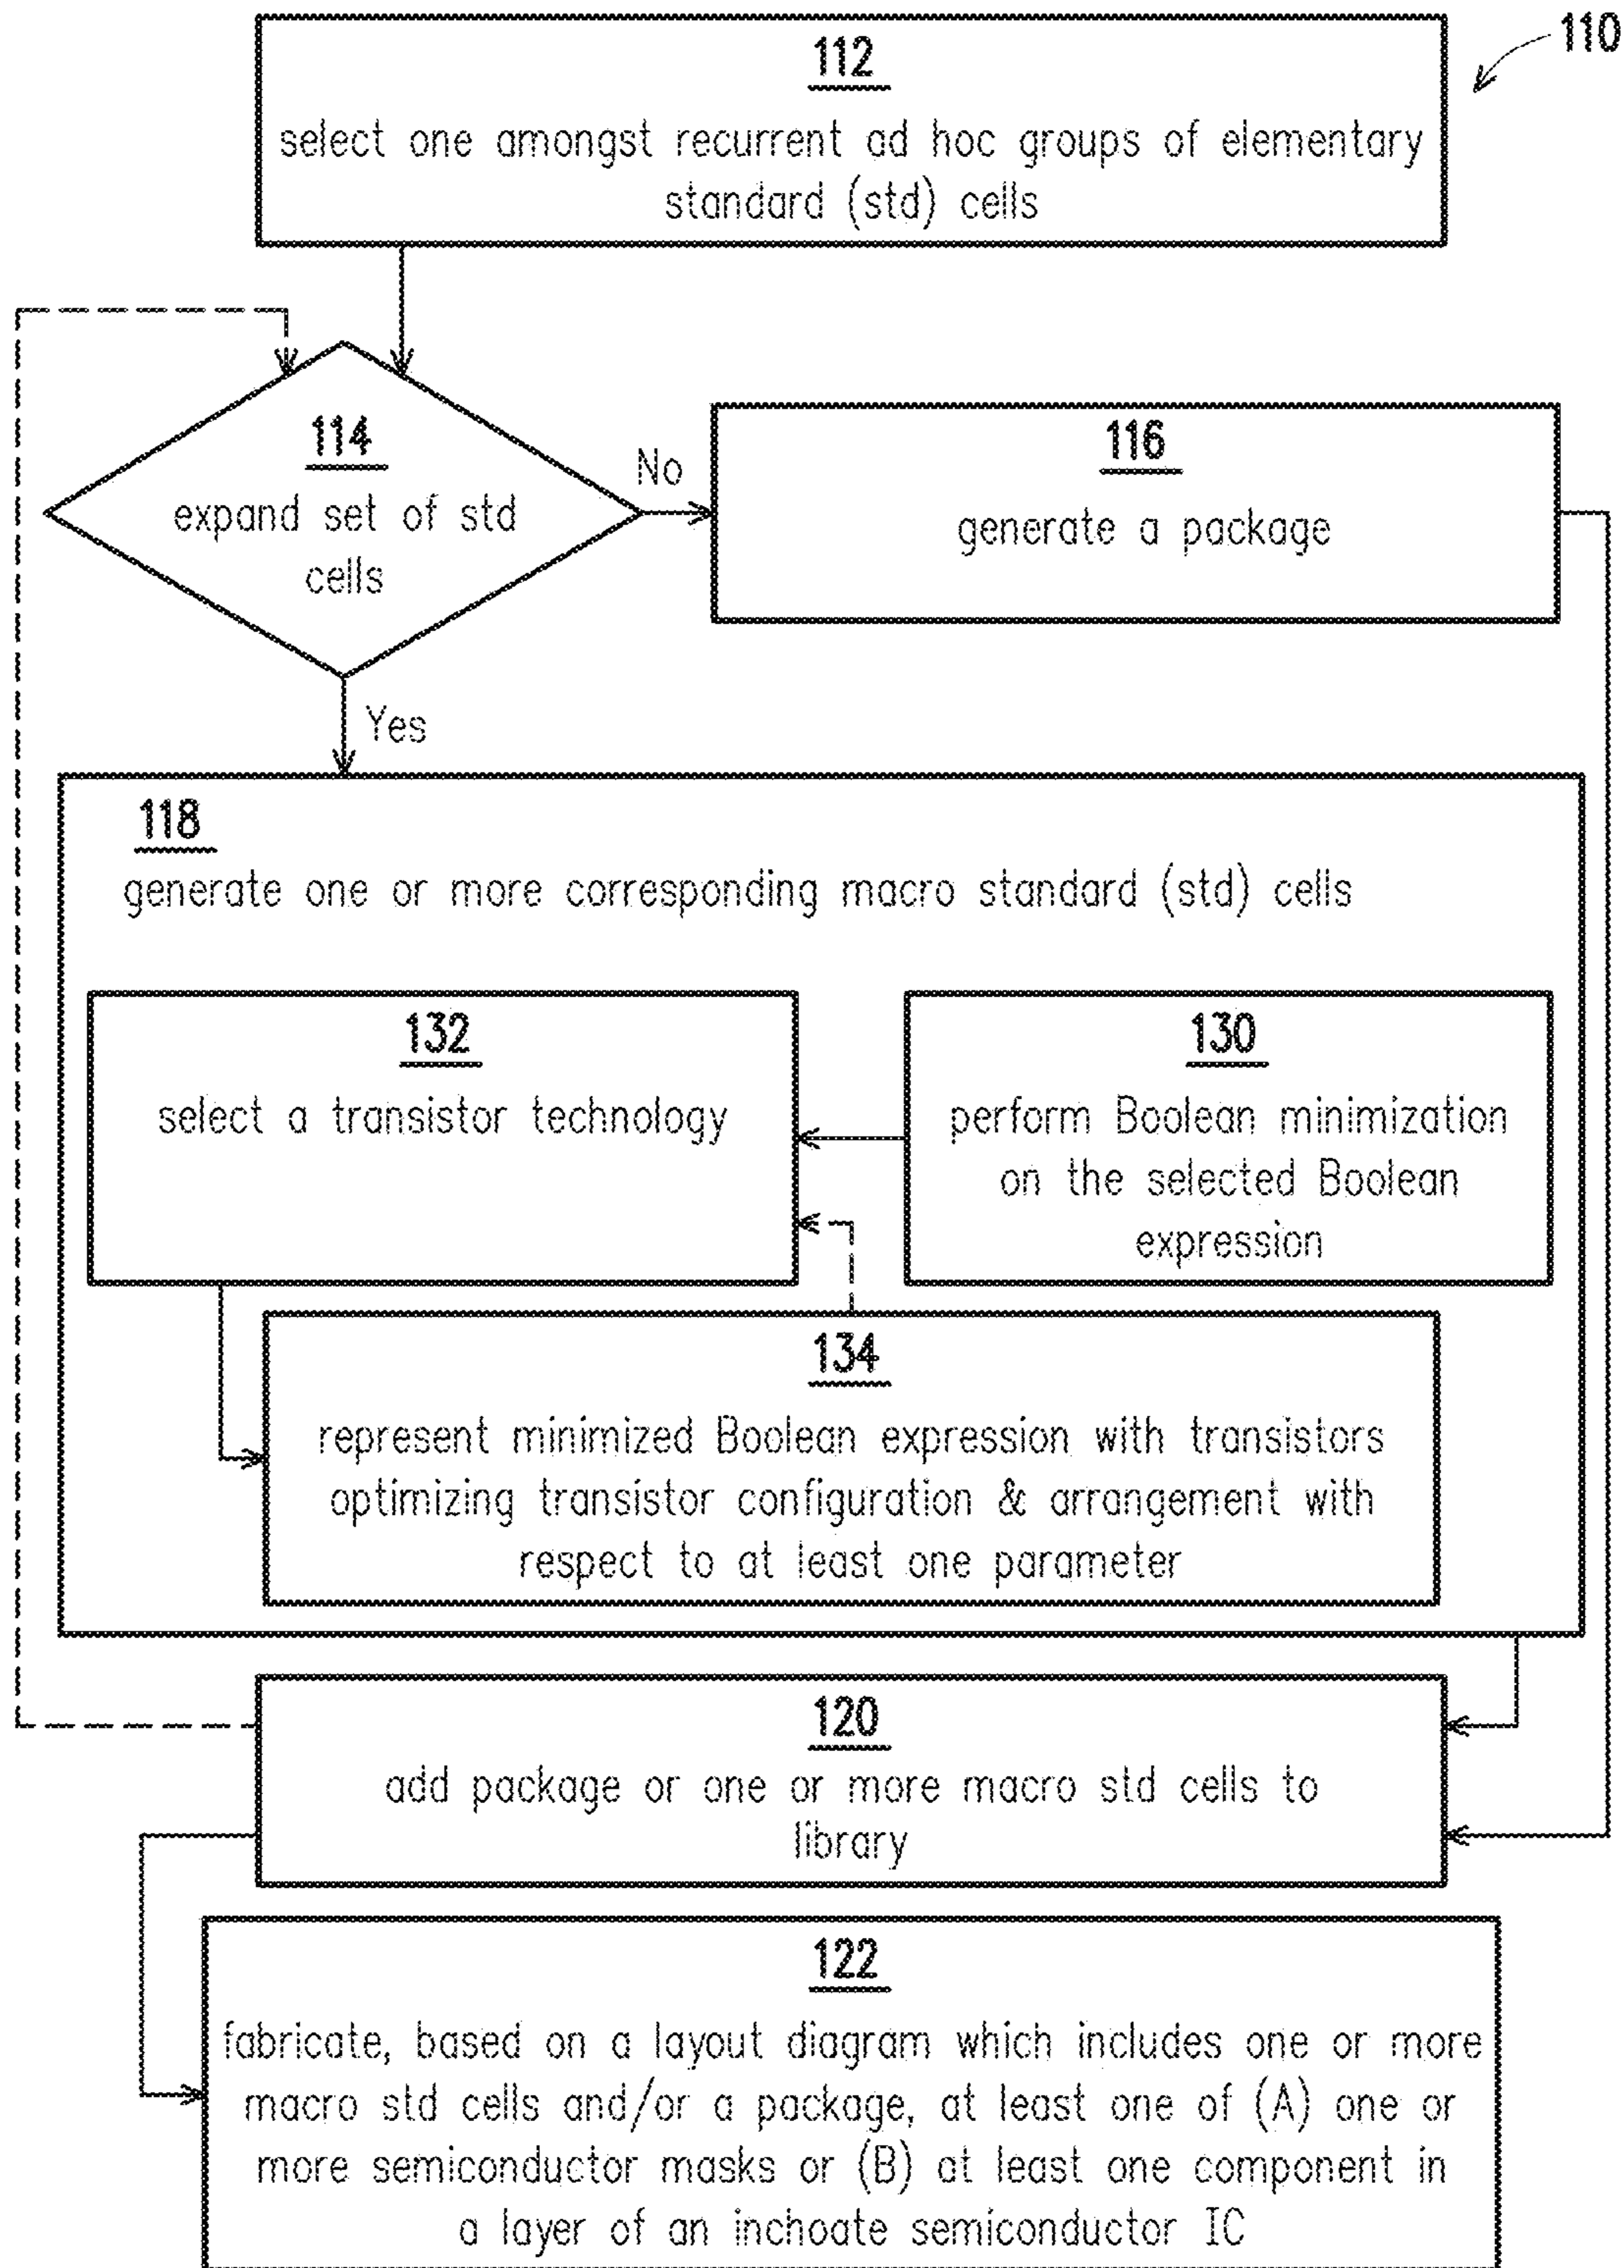 110
112
select one amongst recurrent ad hoc groups of elementary
standard (std) cells
114
expand set of std
cells
No
116
generate a package
Yes
118
generate one or more corresponding macro standard (std) cells
132
select a transistor technology
130
perform Boolean minimization
on the selected Boolean
expression
134
represent minimized Boolean expression with transistors
optimizing transistor configuration & arrangement with
respect to at least one parameter
120
add package or one or more macro std cells to
library
122
fabricate, based on a layout diagram which includes one or more
macro std cells and/or a package, at least one of (A) one or
more semiconductor masks or (B) at least one component in
a layer of an inchoate semiconductor IC